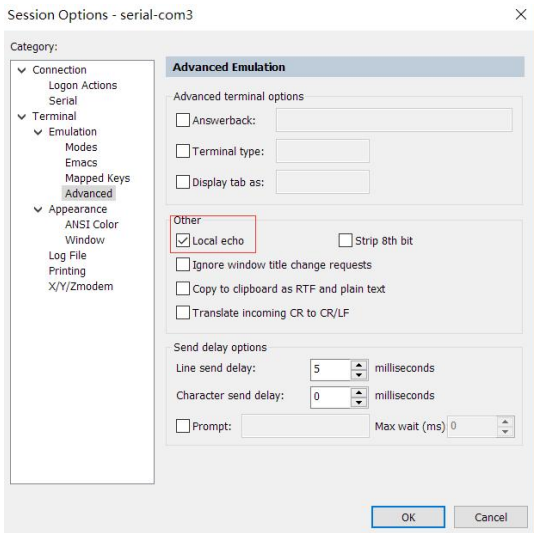 Session Options - serial-com3
Category:
Connection
Logon Actions
Serial
Terminal
Emulation
Modes
Emacs
Mapped Keys
Advanced
Appearance
ANSI Color
Window
Log File
Printing
X/Y/Zmodem
Advanced Emulation
Advanced terminal options
Answerback:
Terminal type:
Display tab as:
Other
Local echo Strip 8th bit
Ignore window title change requests
Copy to clipboard as RTF and plain text
Translate incoming CR to CR/LF
Send delay options
Line send delay: 5 milliseconds
Character send delay: 0 milliseconds
Prompt: Max wait (ms) 0
OK Cancel